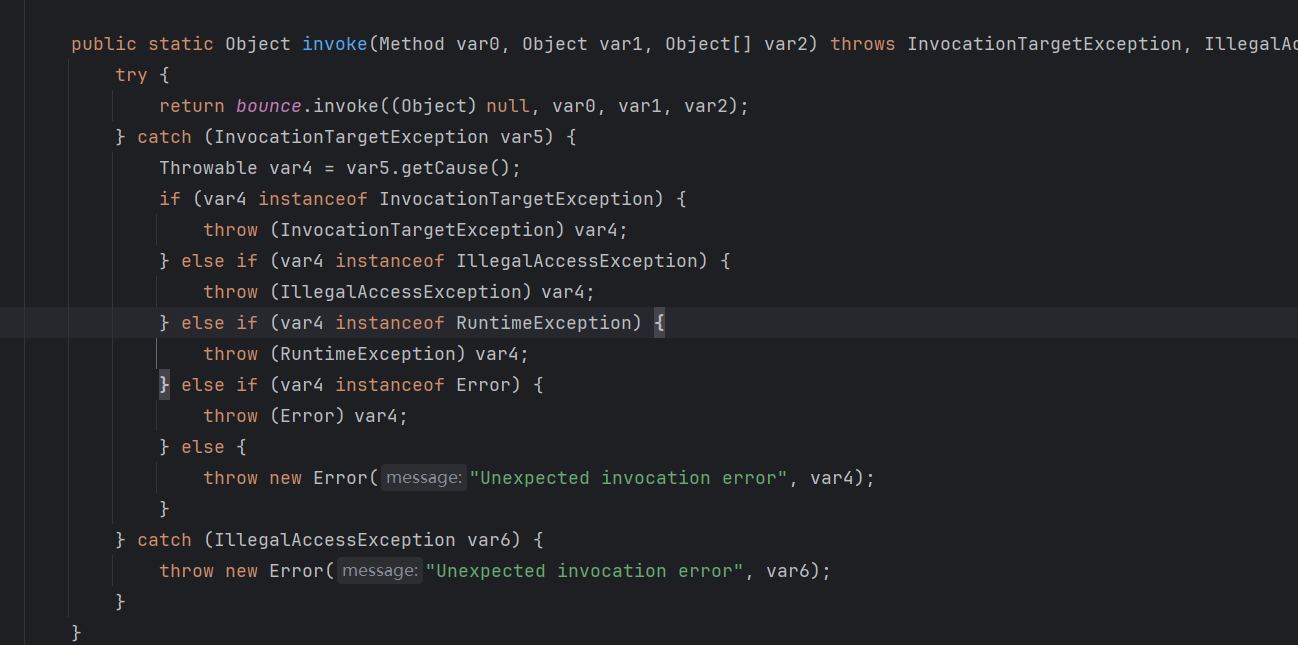 public static Object invoke(Method var0, Object var1, Object[] var2) throws InvocationTargetException, IllegalAc
try {
return bounce.invoke((Object) null, var0, var1, var2);
} catch (InvocationTargetException var5) {
Throwable var4 = var5.getCause();
if (var4 instanceof InvocationTargetException) {
throw (InvocationTargetException) var4;
} else if (var4 instanceof IllegalAccessException) {
throw (IllegalAccessException) var4;
} else if (var4 instanceof RuntimeException) {
throw (RuntimeException) var4;
} else if (var4 instanceof Error) {
throw (Error) var4;
} else {
throw new Error( message: "Unexpected invocation error", var4);
}
} catch (IllegalAccessException var6) {
throw new Error( message: "Unexpected invocation error", var6);
}
}